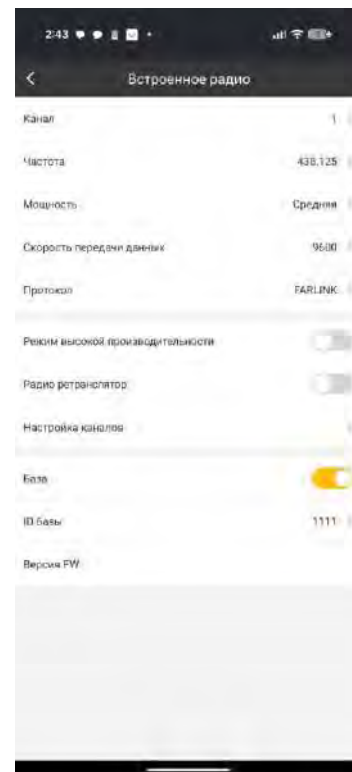 2:43
Встроенное радио
Канал 1
Частота 438.125
Мощность Средняя
Скорость передачи данных 9600
Протокол FARLINK
Режим высокой производительности
Радио ретранслятор
Настройка каналов
База
ID базы 1111
Версия FW